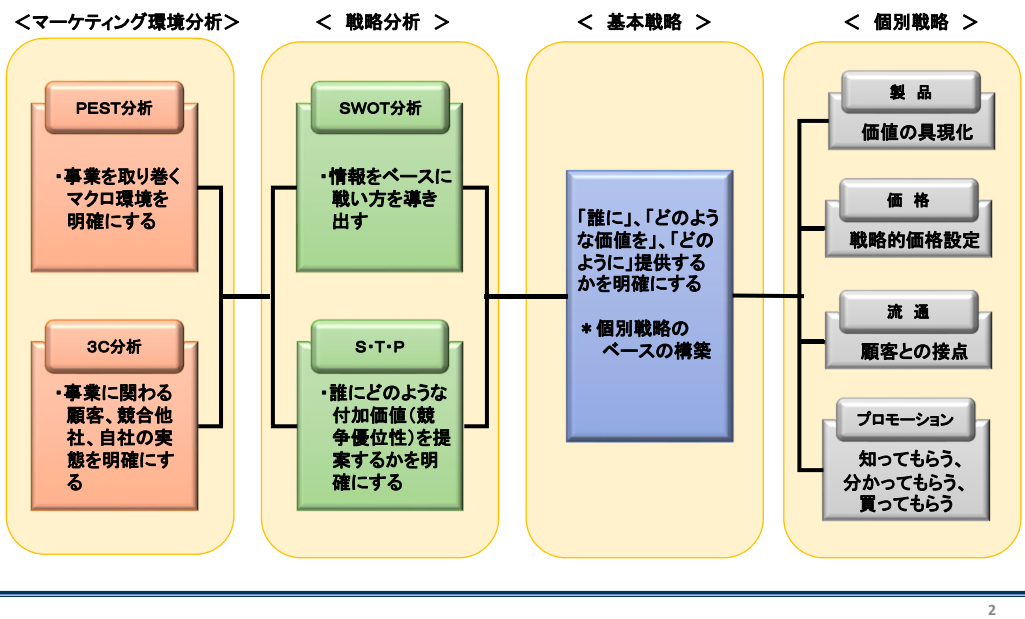 ＜マーケティング環境分析＞
＜ 戦略分析 ＞
＜ 基本戦略 ＞
＜ 個別戦略 ＞
PEST分析
・事業を取り巻く
マクロ環境を
明確にする
3C分析
・事業に関わる
顧客、競合他
社、自社の実
態を明確にす
る
SWOT分析
・情報をベースに
戦い方を導き
出す
S・T・P
・誰にどのような
付加価値（競
争優位性）を提
案するかを明
確にする
「誰に」、「どのよう
な価値を」、「どの
ように」提供する
かを明確にする
＊個別戦略の
ベースの構築
製 品
価値の具現化
価 格
戦略的価格設定
流 通
顧客との接点
プロモーション
知ってもらう、
分かってもらう、
買ってもらう
2